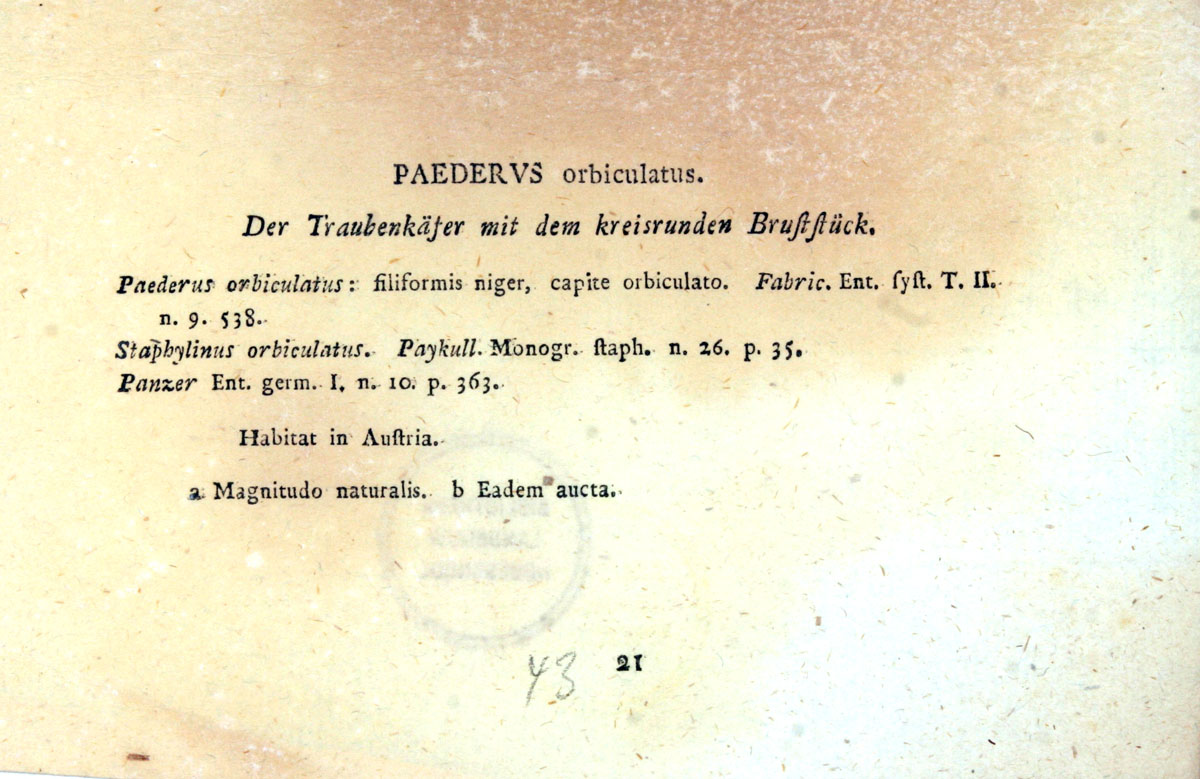 PAEDERVS orbiculatus.
Der Traubenkäfer mit dem kreisrunden Bruſtſtück.
Paederus orbiculatus: filiformis niger, capite orbiculato. Fabric. Ent. ſyſt. T. II.
n. 9. 538.
Staphylinus orbiculatus. Paykull. Monogr. ſtaph. n. 26. p. 35.
Panzer Ent. germ. I. n. 10. p. 363.
Habitat in Auſtria.
a Magnitudo naturalis. b Eadem aucta.
43 21